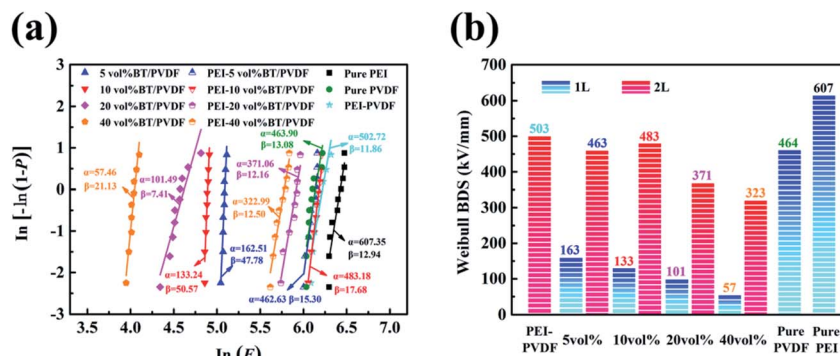 (a)
3
2
1
0
-1
-2
-3
ln [-ln(1-P)]
3.5 4.0 4.5 5.0 5.5 6.0 6.5 7.0
ln (E)
5 vol%BT/PVDF PEI-5 vol%BT/PVDF Pure PEI
10 vol%BT/PVDF PEI-10 vol%BT/PVDF Pure PVDF
20 vol%BT/PVDF PEI-20 vol%BT/PVDF PEI-PVDF
40 vol%BT/PVDF PEI-40 vol%BT/PVDF
α=57.46
β=21.13
α=101.49
β=7.41
α=133.24
β=50.57
α=162.51
β=47.78
α=371.06
β=12.16
α=322.99
β=12.50
α=463.90
β=13.08
α=502.72
β=11.86
α=607.35
β=12.94
α=483.18
β=17.68
α=462.63 β=15.30
(b)
700
600
500
400
300
200
100
0
Weibull BDS (kV/mm)
1L 2L
503
163
463
133
483
101
371
57
323
464
607
PEI-
PVDF
5vol%
10vol%
20vol%
40vol%
Pure
PVDF
Pure
PEI